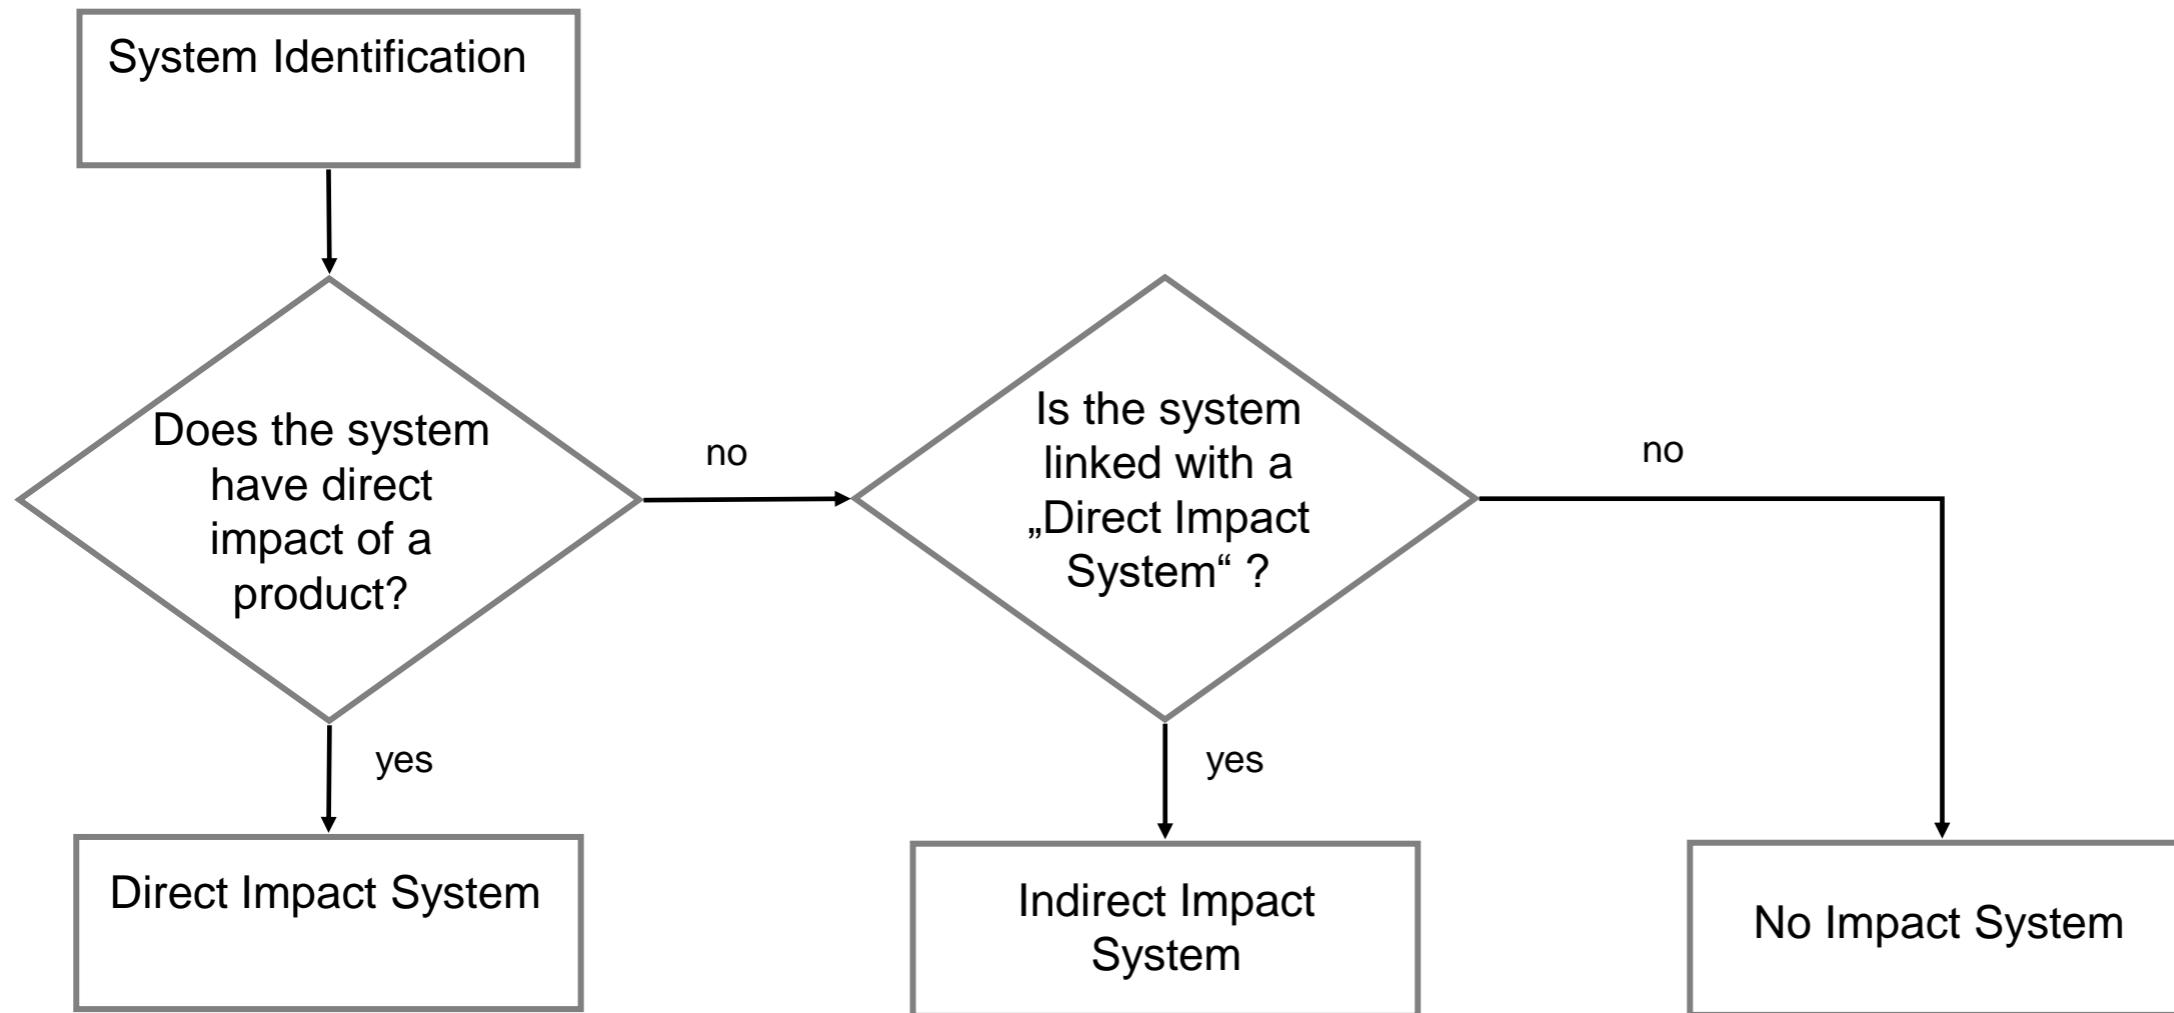 System Identification
Does the system
have direct
impact of a
product?
no
Is the system
linked with a
„Direct Impact
System“ ?
no
yes
yes
Direct Impact System
Indirect Impact
System
No Impact System